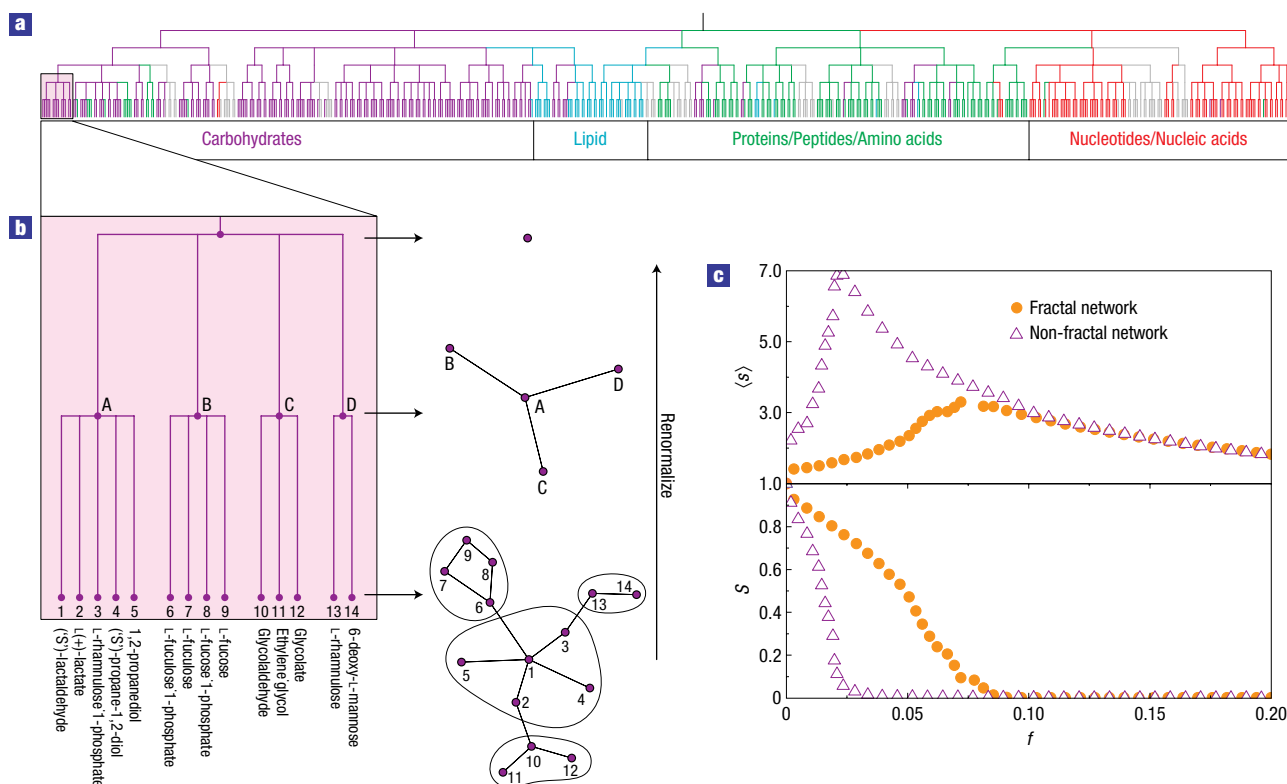 a
Carbohydrates
Lipid
Proteins/Peptides/Amino acids
Nucleotides/Nucleic acids
b
A
B
C
D
1
2
3
4
5
6
7
8
9
10
11
12
13
14
('S')-lactaldehyde
L(+)-lactate
L-rhamnulose'1-phosphate
('S')-propane-1,2-diol
1,2-propanediol
L-fuculose'1-phosphate
L-fuculose
L-fucose'1-phosphate
L-fucose
Glycoladehyde
Ethylene'glycol
Glycolate
L-rhamnulose
6-deoxy-L-mannose
B
D
A
C
9
7
8
6
14
13
3
1
5
4
2
10
11
12
Renormalize
c
7.0
5.0
3.0
1.0
⟨s⟩
Fractal network
Non-fractal network
0.8
0.6
0.4
0.2
0
S
0
0.05
0.10
0.15
0.20
f